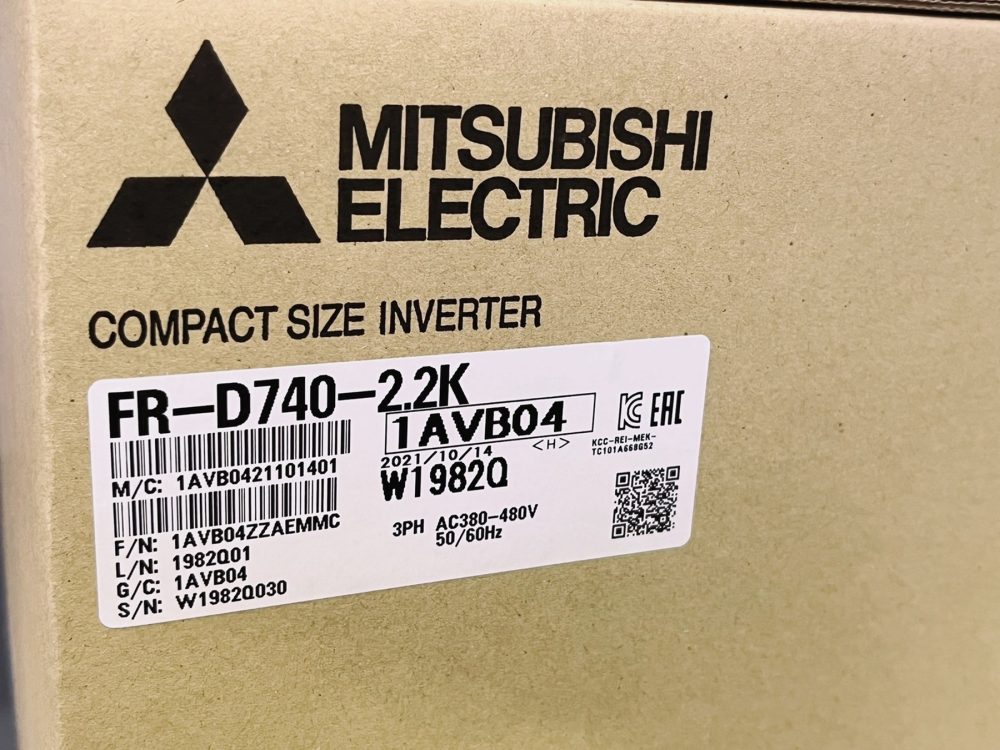 MITSUBISHI
ELECTRIC
COMPACT SIZE INVERTER
FR-D740-2.2K
1AVB04
<H>
2021/10/14
M/C: 1AVB0421101401
W1982Q
F/N: 1AVB04ZZAEMMC
L/N: 1982Q01
G/C: 1AVB04
S/N: W1982Q030
3PH AC380-480V
50/60Hz
EAC
KCC-REI-MEK-
TC101A668G52